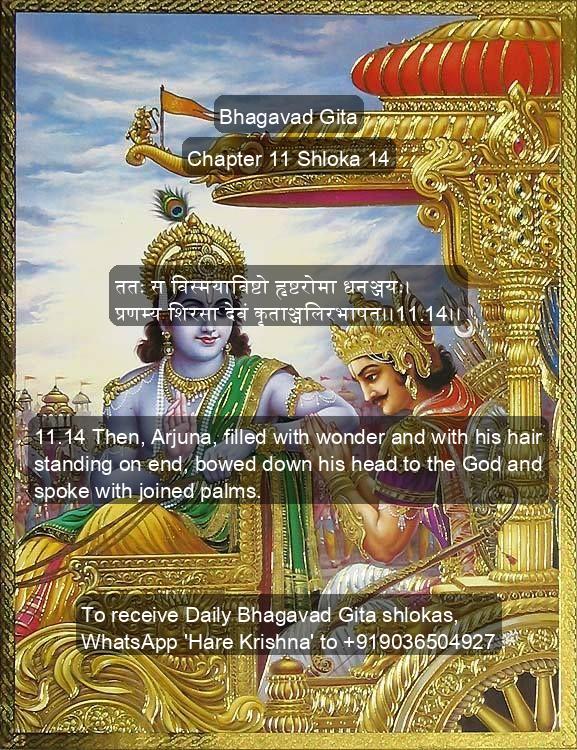 Bhagavad Gita
Chapter 11 Shloka 14
ततः स विस्मयाविष्टो हृष्टरोमा धनञ्जयः।
प्रणम्य शिरसा देवं कृताञ्जलिरभाषत।।11.14।।
11.14 Then, Arjuna, filled with wonder and with his hair
standing on end, bowed down his head to the God and
spoke with joined palms.
To receive Daily Bhagavad Gita shlokas,
WhatsApp 'Hare Krishna' to +919036504927